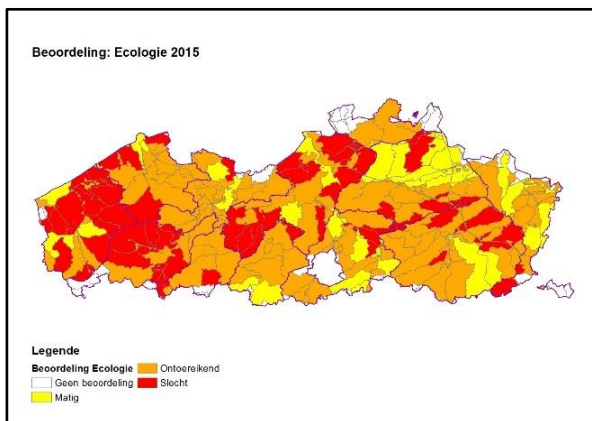 Beoordeling: Ecologie 2015
Legende
Beoordeling Ecologie
Geen beoordeling
Matig
Ontoereikend
Slecht